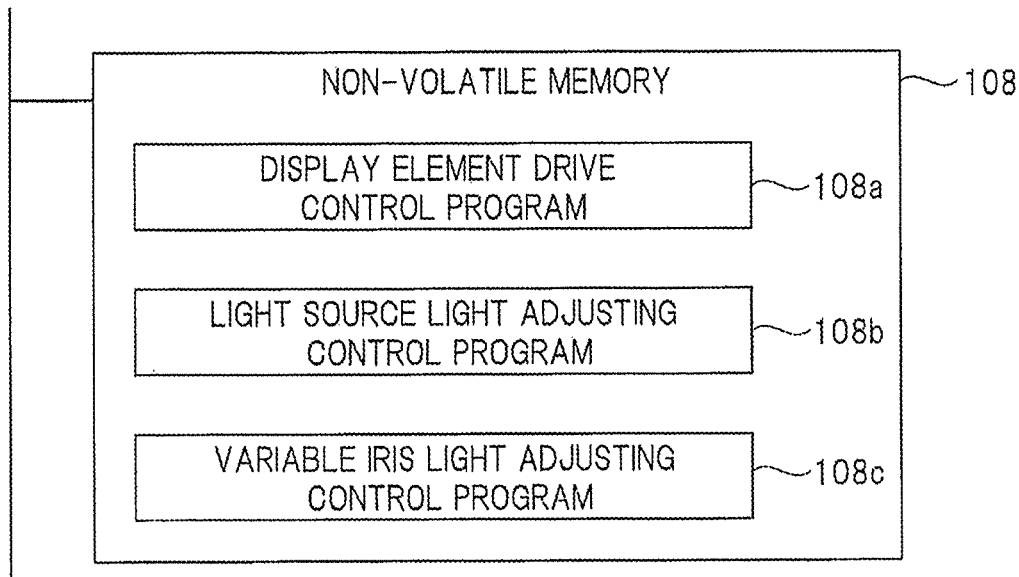 NON-VOLATILE MEMORY
108
DISPLAY ELEMENT DRIVE
CONTROL PROGRAM
108a
LIGHT SOURCE LIGHT ADJUSTING
CONTROL PROGRAM
108b
VARIABLE IRIS LIGHT ADJUSTING
CONTROL PROGRAM
108c